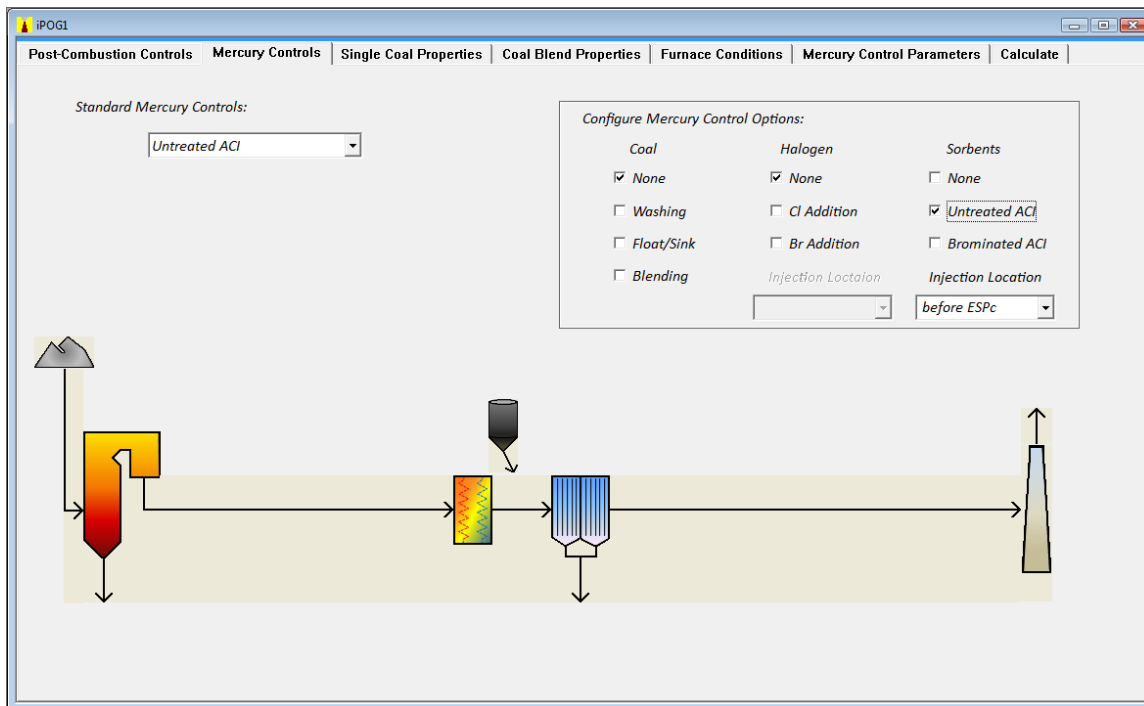 iPOG1
Post-Combustion Controls Mercury Controls Single Coal Properties Coal Blend Properties Furnace Conditions Mercury Control Parameters Calculate
Standard Mercury Controls:
Untreated ACI
Configure Mercury Control Options:
Coal Halogen Sorbents
None None None
Washing Cl Addition Untreated ACI
Float/Sink Br Addition Brominated ACI
Blending Injection Loctaion Injection Location
before ESPc